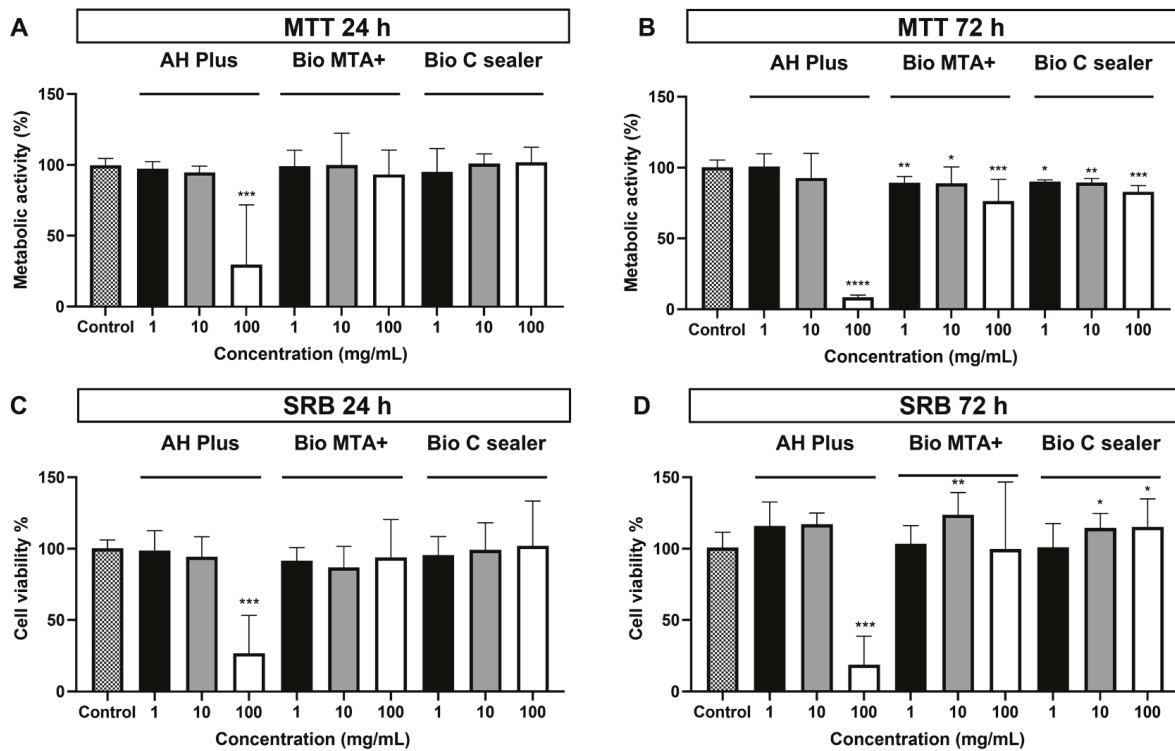 A
MTT 24 h
AH Plus Bio MTA+ Bio C sealer
Metabolic activity (%)
150
100
50
0
***
Control 1 10 100 1 10 100 1 10 100
Concentration (mg/mL)
B
MTT 72 h
AH Plus Bio MTA+ Bio C sealer
Metabolic activity (%)
150
100
50
0
**** ** * *** * ** ***
Control 1 10 100 1 10 100 1 10 100
Concentration (mg/mL)
C
SRB 24 h
AH Plus Bio MTA+ Bio C sealer
Cell viability %
150
100
50
0
***
Control 1 10 100 1 10 100 1 10 100
Concentration (mg/mL)
D
SRB 72 h
AH Plus Bio MTA+ Bio C sealer
Cell viability %
150
100
50
0
*** ** * *
Control 1 10 100 1 10 100 1 10 100
Concentration (mg/mL)